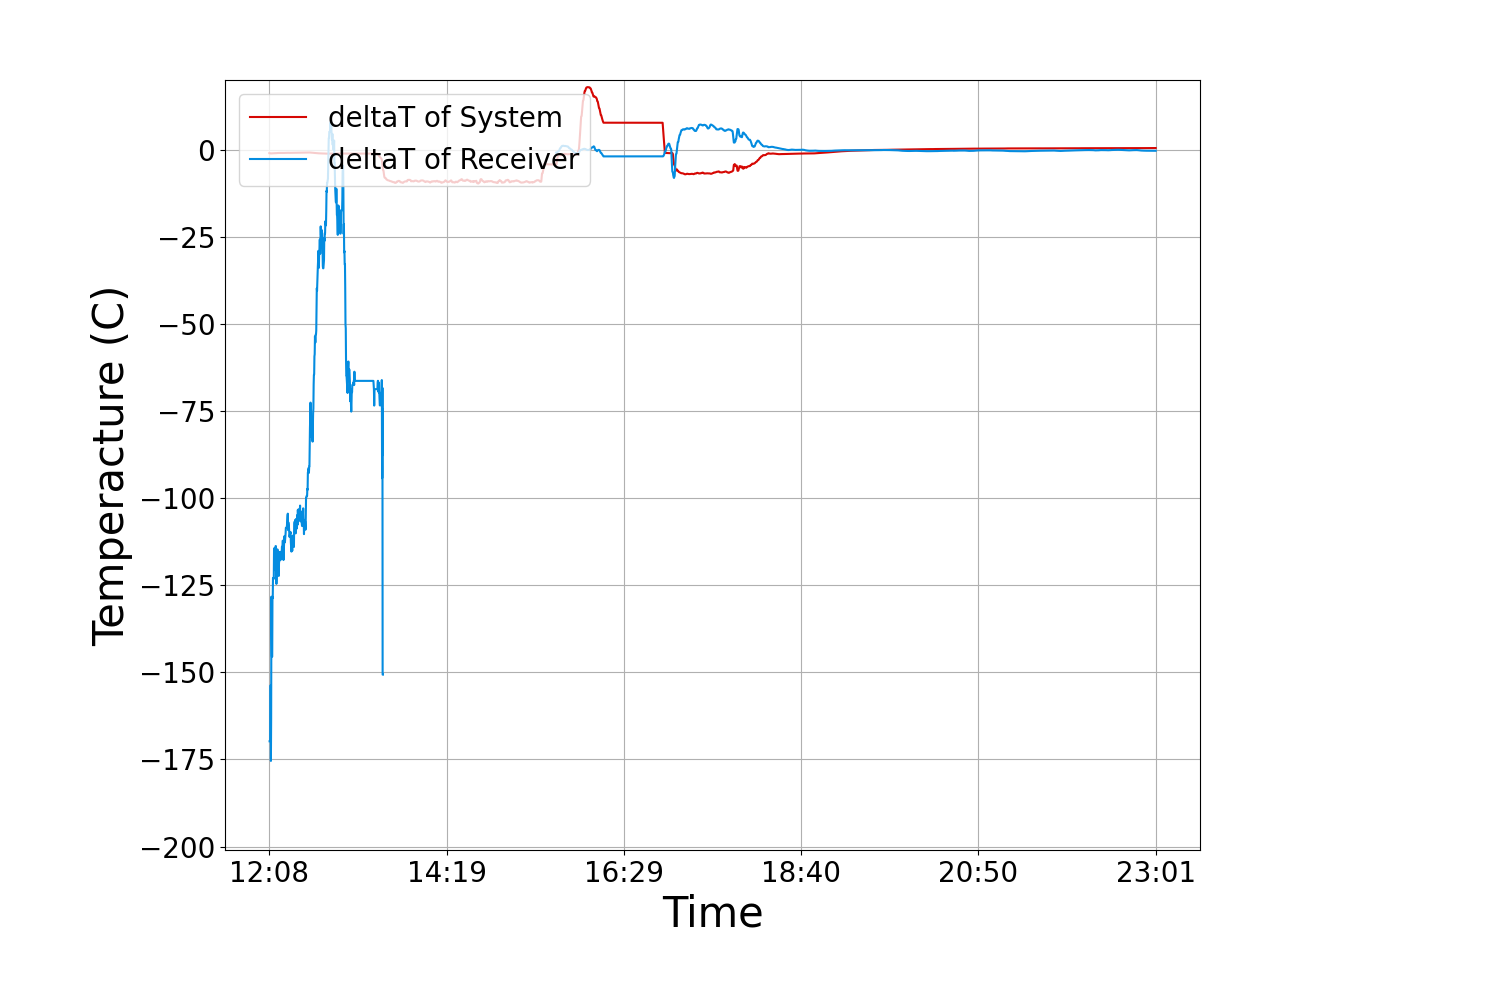 deltaT of System
deltaT of Receiver
0
−25
−50
−75
−100
−125
−150
−175
−200
Temperacture (C)
12:08 14:19 16:29 18:40 20:50 23:01
Time